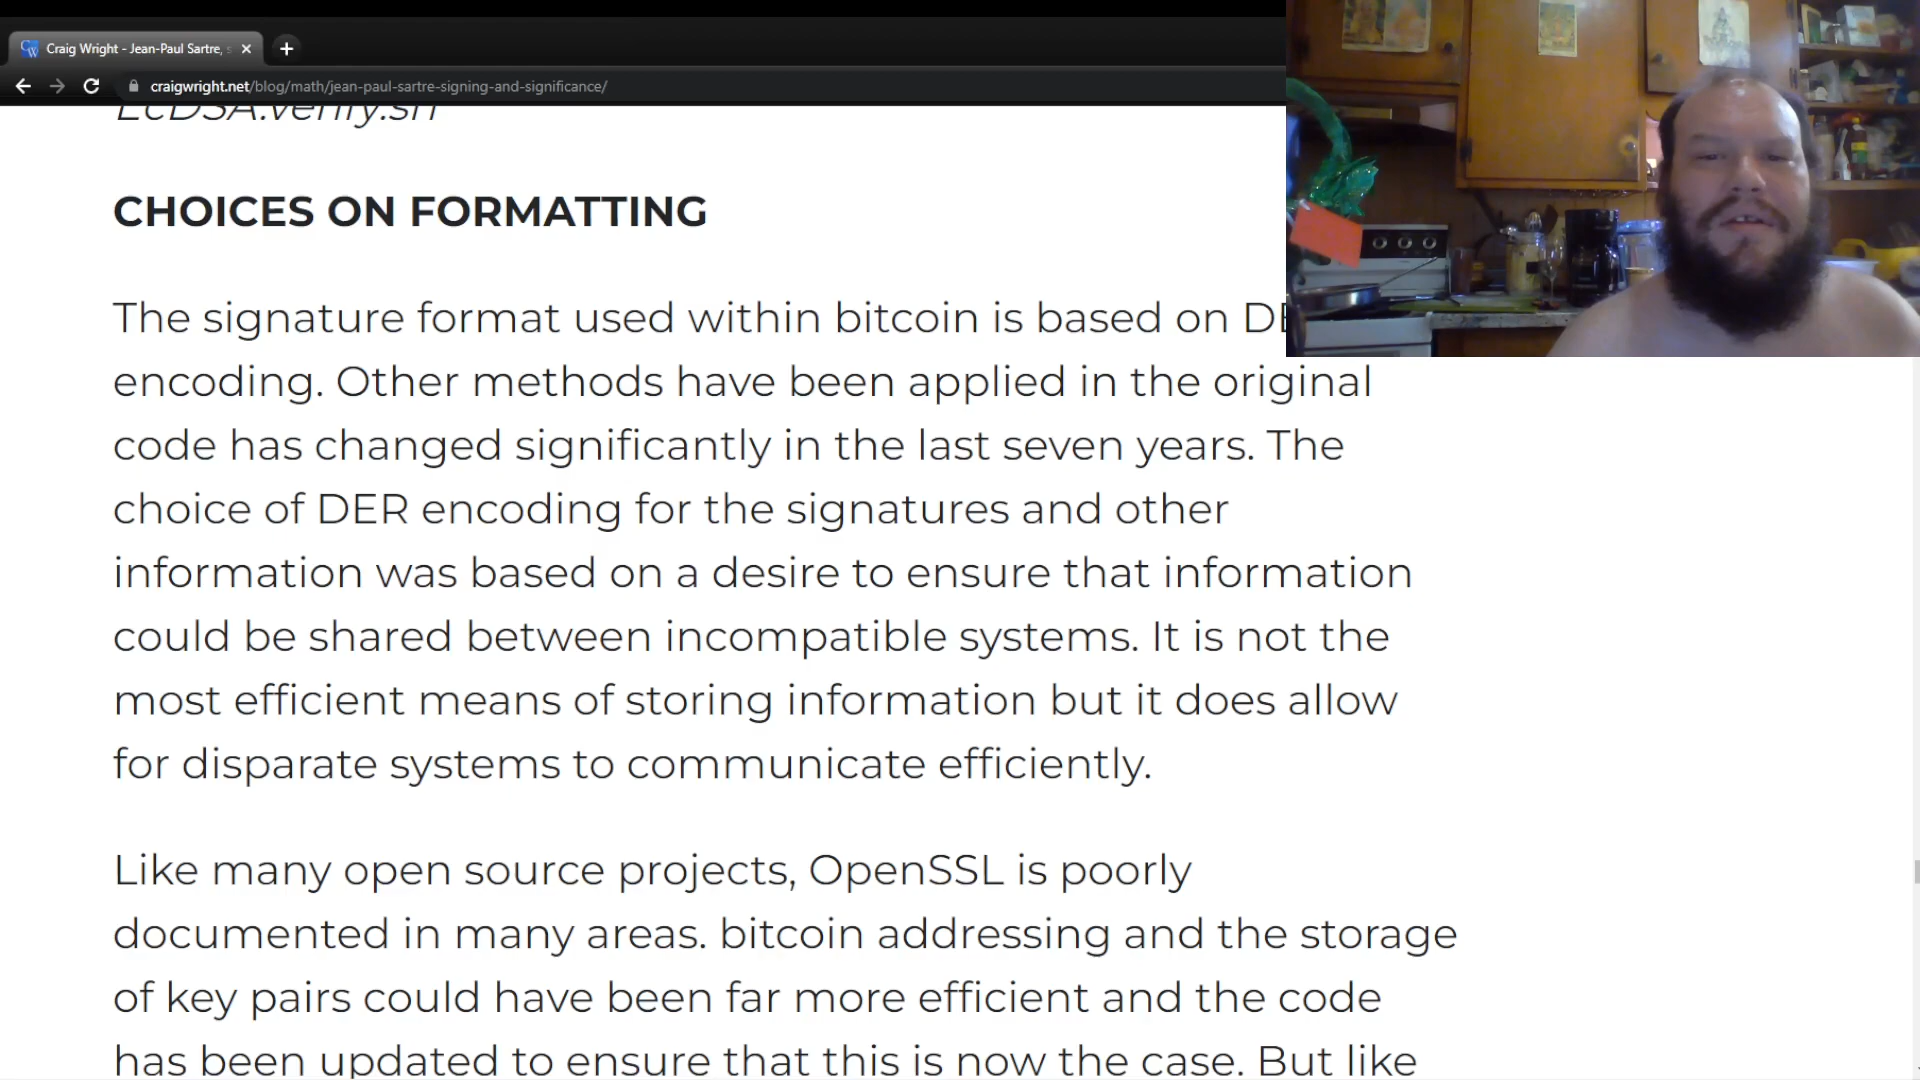 Craig Wright - Jean-Paul Sartre, s
craigwright.net/blog/math/jean-paul-sartre-signing-and-significance/
EcDSA.verify.sh
CHOICES ON FORMATTING
The signature format used within bitcoin is based on
encoding. Other methods have been applied in the original
code has changed significantly in the last seven years. The
choice of DER encoding for the signatures and other
information was based on a desire to ensure that information
could be shared between incompatible systems. It is not the
most efficient means of storing information but it does allow
for disparate systems to communicate efficiently.
Like many open source projects, OpenSSL is poorly
documented in many areas. bitcoin addressing and the storage
of key pairs could have been far more efficient and the code
has been updated to ensure that this is now the case. But like